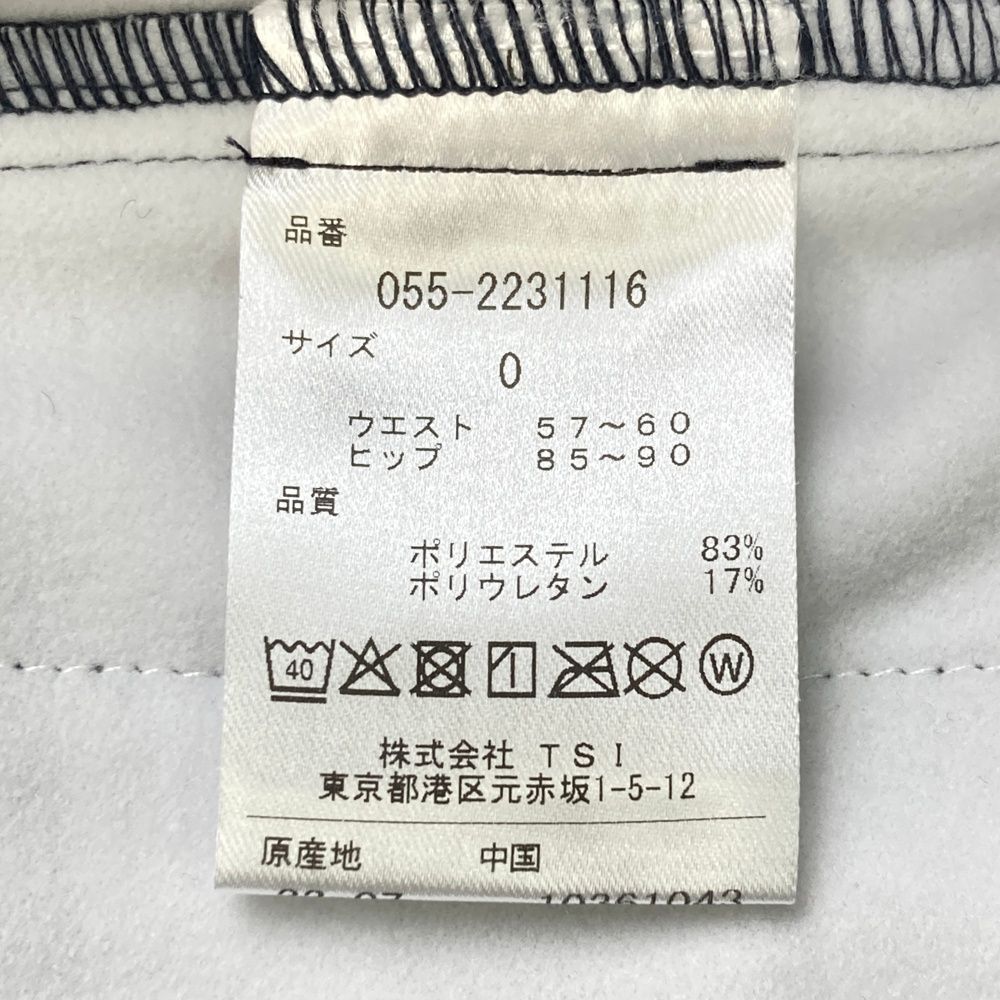 品番
055-2231116
サイズ
0
ウエスト 57～60
ヒップ 85～90
品質
ポリエステル 83%
ポリウレタン 17%
40 W
株式会社 TSI
東京都港区元赤坂1-5-12
原産地 中国